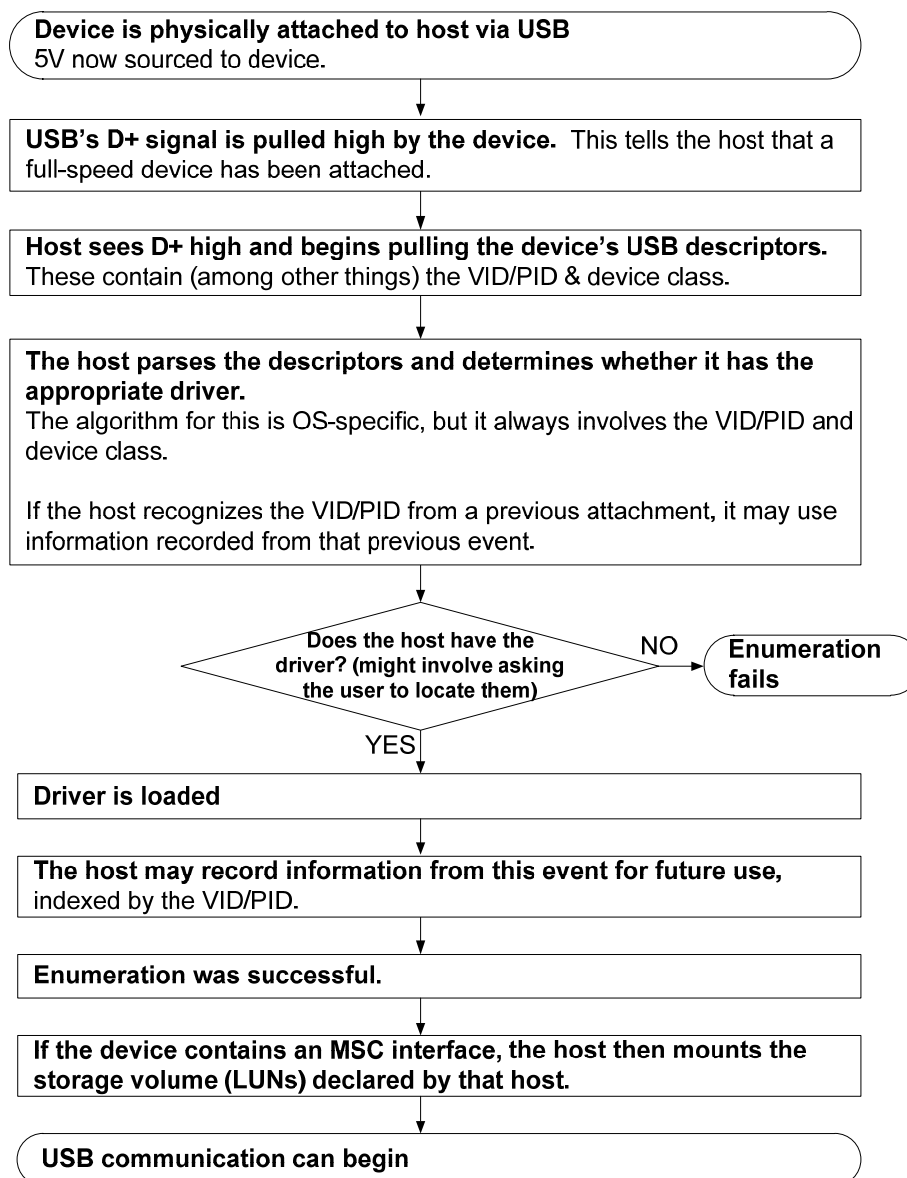 Device is physically attached to host via USB
5V now sourced to device.
USB's D+ signal is pulled high by the device.  This tells the host that a
full-speed device has been attached.
Host sees D+ high and begins pulling the device's USB descriptors.
These contain (among other things) the VID/PID & device class.
The host parses the descriptors and determines whether it has the
appropriate driver.
The algorithm for this is OS-specific, but it always involves the VID/PID and
device class.
If the host recognizes the VID/PID from a previous attachment, it may use
information recorded from that previous event.
Does the host have the
driver? (might involve asking
the user to locate them)
NO
Enumeration
fails
YES
Driver is loaded
The host may record information from this event for future use,
indexed by the VID/PID.
Enumeration was successful.
If the device contains an MSC interface, the host then mounts the
storage volume (LUNs) declared by that host.
USB communication can begin